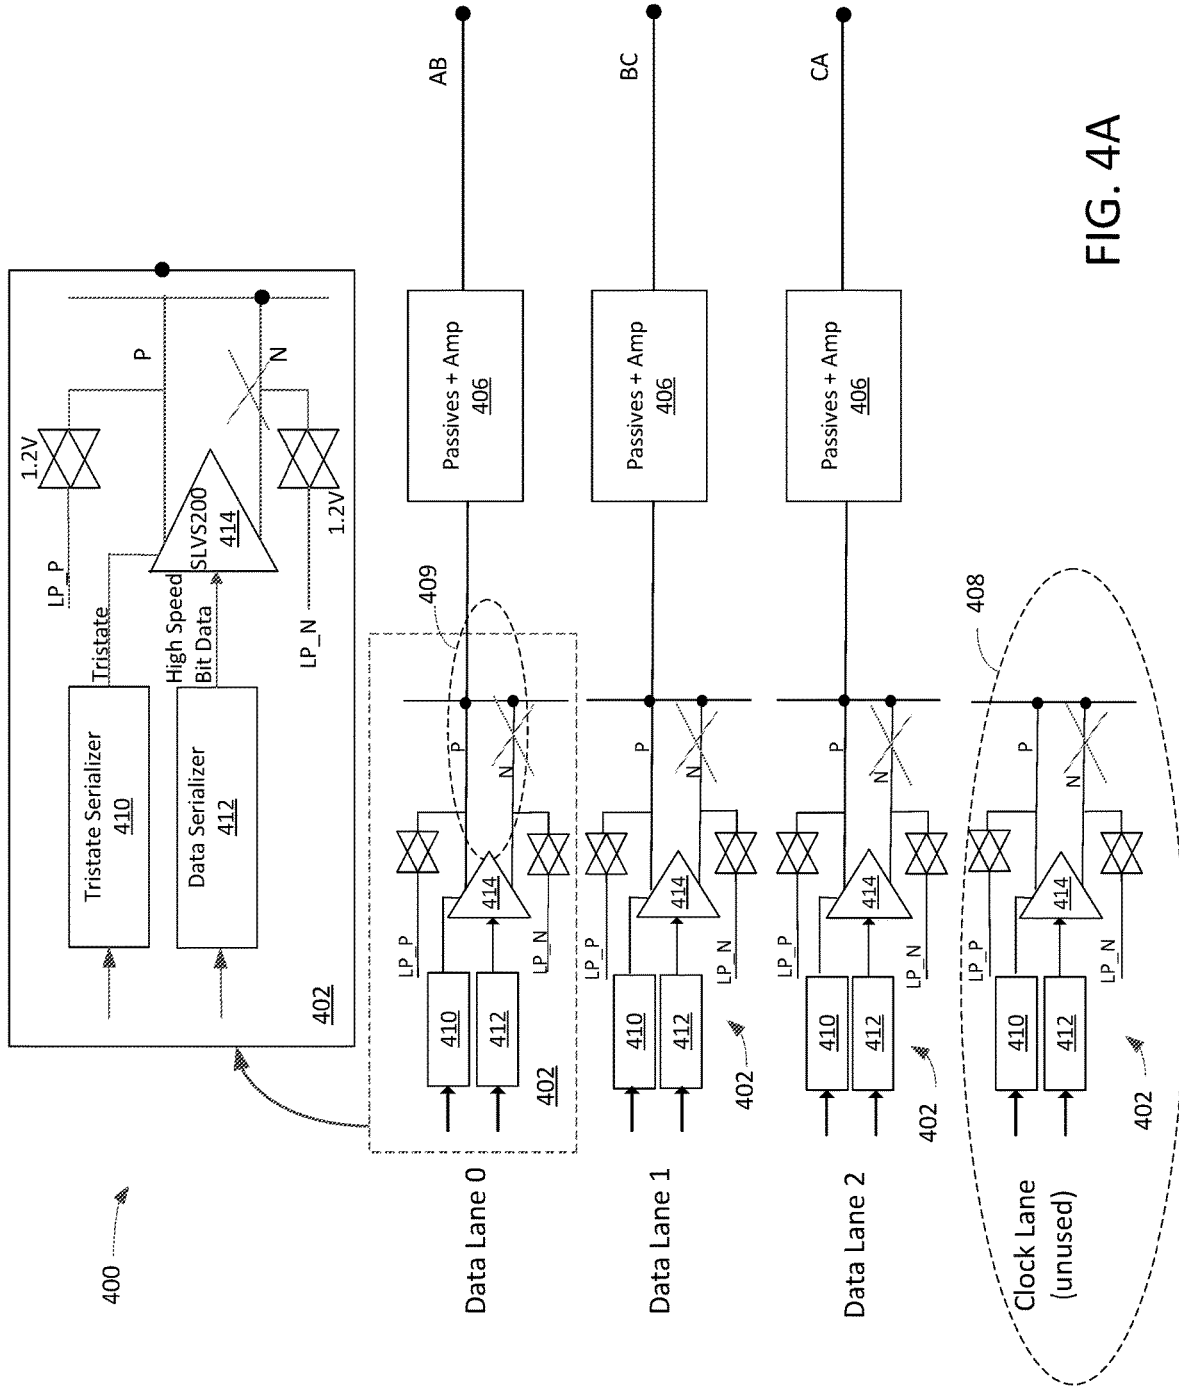 400
402
Tristate Serializer
410
Data Serializer
412
Tristate
High Speed
Bit Data
LP_P
LP_N
SLVS200
414
1.2V
1.2V
P
N
Data Lane 0
402
410
412
LP_P
LP_N
414
P
N
409
Passives + Amp
406
AB
Data Lane 1
402
410
412
LP_P
LP_N
414
P
N
Passives + Amp
406
BC
Data Lane 2
402
410
412
LP_P
LP_N
414
P
N
Passives + Amp
406
CA
Clock Lane
(unused)
402
410
412
LP_P
LP_N
414
P
N
408
FIG. 4A